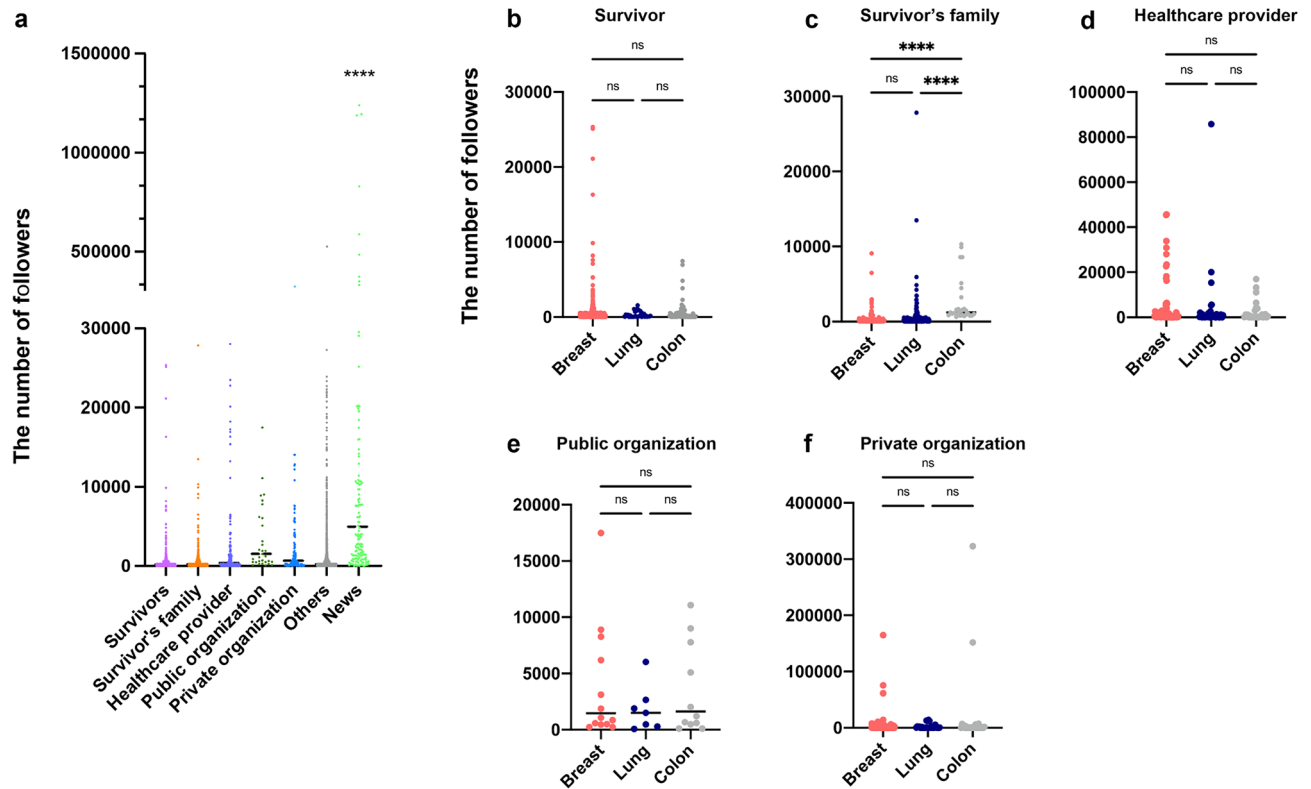 a
The number of followers
1500000
1000000
500000
30000
20000
10000
0
****
Survivors
Survivor's family
Healthcare provider
Public organization
Private organization
Others
News
b
Survivor
The number of followers
ns
ns
ns
30000
20000
10000
0
Breast
Lung
Colon
c
Survivor's family
****
ns
****
30000
20000
10000
0
Breast
Lung
Colon
d
Healthcare provider
ns
ns
ns
100000
80000
60000
40000
20000
0
Breast
Lung
Colon
e
Public organization
ns
ns
ns
20000
15000
10000
5000
0
Breast
Lung
Colon
f
Private organization
ns
ns
ns
400000
300000
200000
100000
0
Breast
Lung
Colon